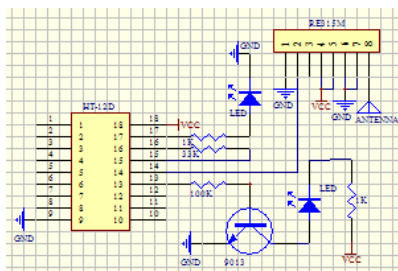 RE315M
GND
1 2 3 4 5 6 7 8
HT-12D
LED
GND
VCC
GND
ANTENNA
1 1 18 18 VCC
2 2 17 17 1K
3 3 16 16
4 4 15 15 33K
5 5 14 14
6 6 13 13
7 7 12 12 100K
8 8 11 11
9 9 10 10
LED
1K
GND
GND
9013
VCC